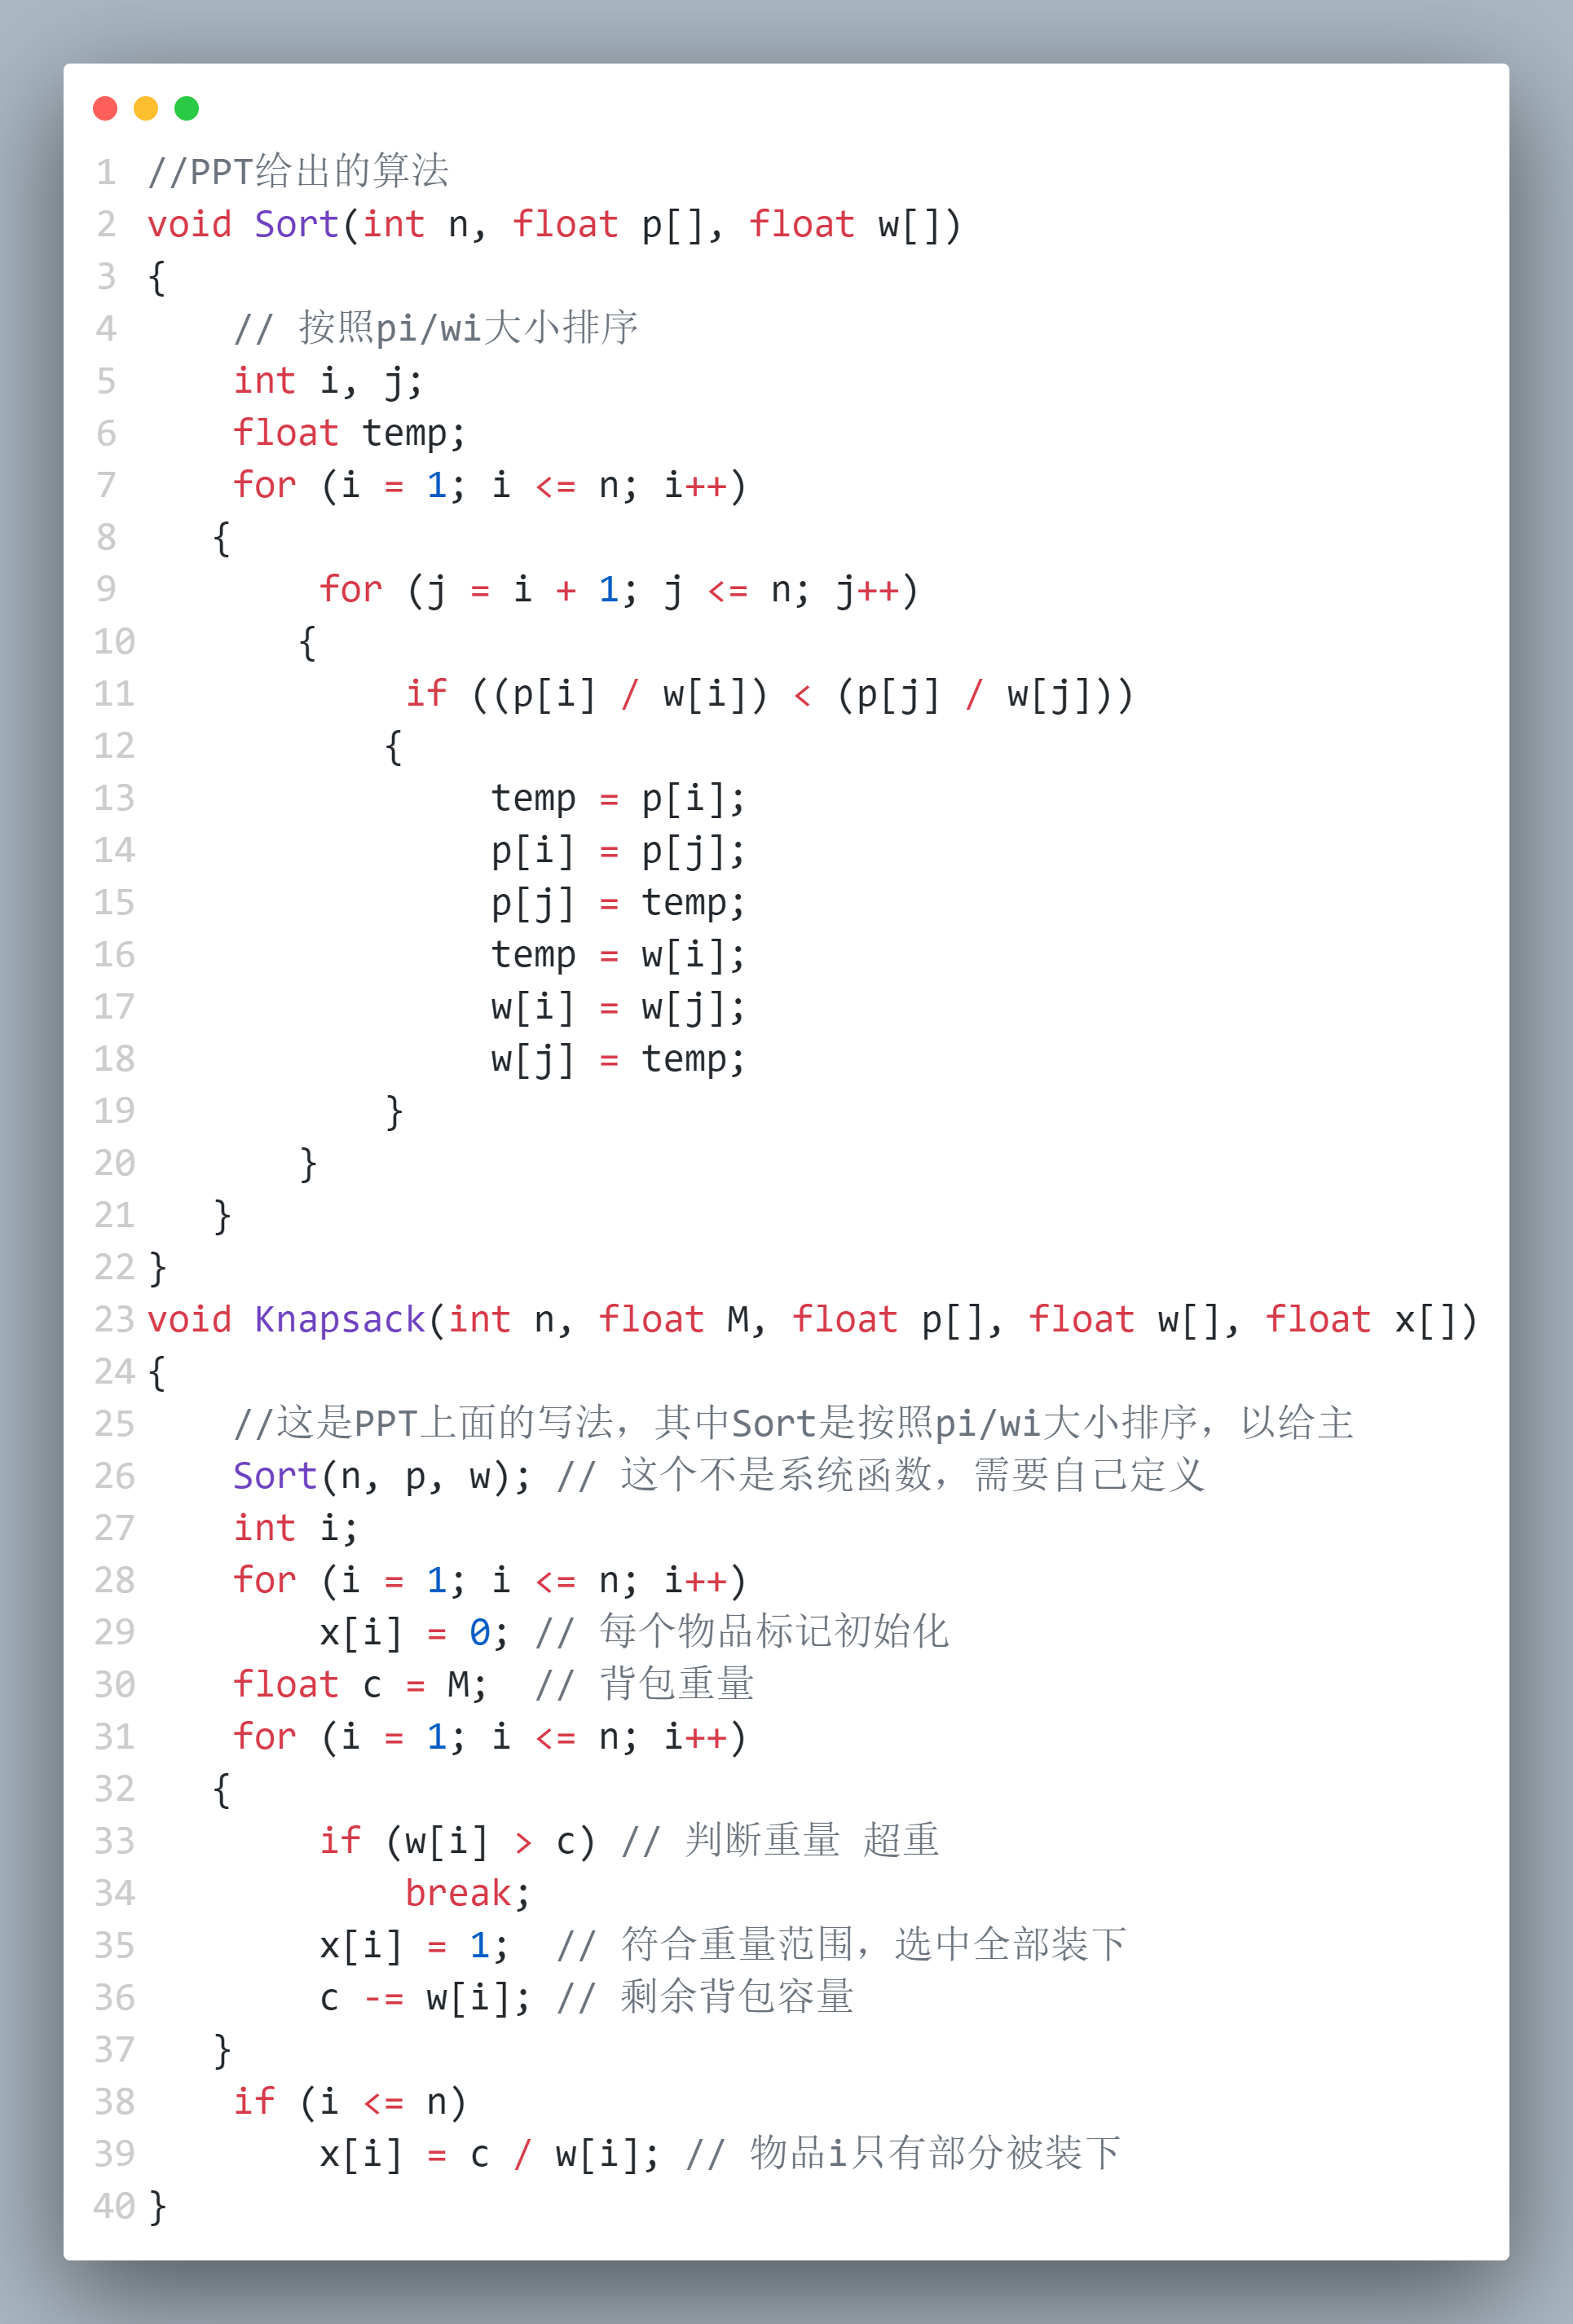 1 //PPT给出的算法
2 void Sort(int n, float p[], float w[])
3 {
4     // 按照pi/wi大小排序
5     int i, j;
6     float temp;
7     for (i = 1; i <= n; i++)
8    {
9         for (j = i + 1; j <= n; j++)
10        {
11             if ((p[i] / w[i]) < (p[j] / w[j]))
12            {
13                 temp = p[i];
14                 p[i] = p[j];
15                 p[j] = temp;
16                 temp = w[i];
17                 w[i] = w[j];
18                 w[j] = temp;
19            }
20        }
21    }
22 }
23 void Knapsack(int n, float M, float p[], float w[], float x[])
24 {
25     //这是PPT上面的写法，其中Sort是按照pi/wi大小排序，以给主
26     Sort(n, p, w); // 这个不是系统函数，需要自己定义
27     int i;
28     for (i = 1; i <= n; i++)
29         x[i] = 0; // 每个物品标记初始化
30     float c = M;  // 背包重量
31     for (i = 1; i <= n; i++)
32    {
33         if (w[i] > c) // 判断重量 超重
34             break;
35         x[i] = 1;  // 符合重量范围，选中全部装下
36         c -= w[i]; // 剩余背包容量
37    }
38     if (i <= n)
39         x[i] = c / w[i]; // 物品i只有部分被装下
40 }